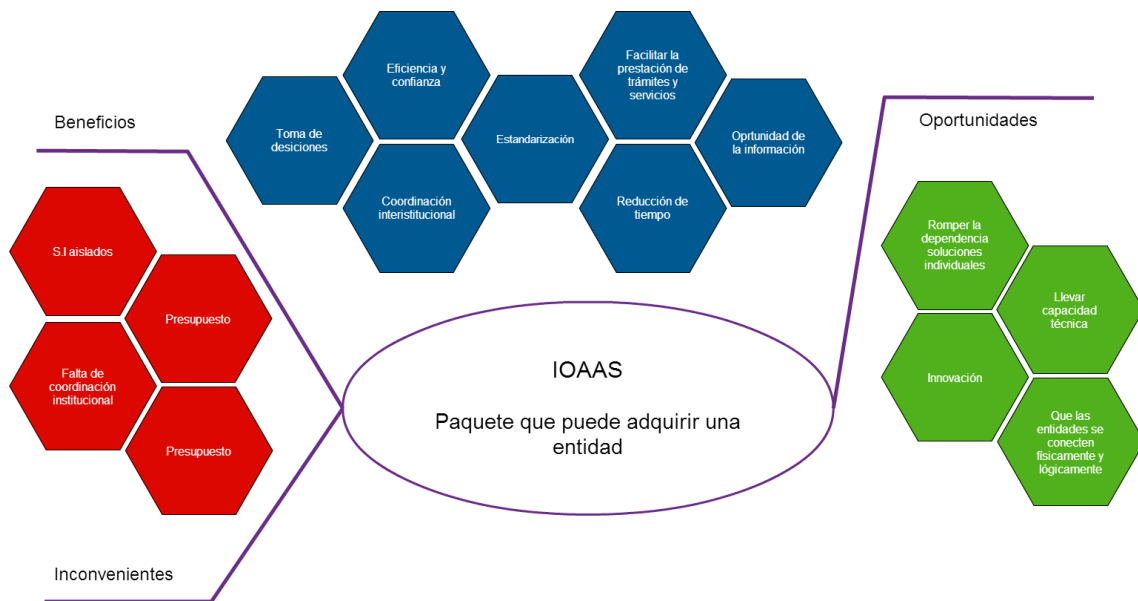 Beneficios
Eficiencia y
confianza
Facilitar la
prestación de
trámites y
servicios
Toma de
desiciones
Estandarización
Oprtunidad de
la información
Coordinación
interistitucional
Reducción de
tiempo
Oportunidades
S.I aislados
Presupuesto
Falta de
coordinación
institucional
Presupuesto
Inconvenientes
IOAAS
Paquete que puede adquirir una
entidad
Romper la
dependencia
soluciones
individuales
Llevar
capacidad
técnica
Innovación
Que las
entidades se
conecten
físicamente y
lógicamente